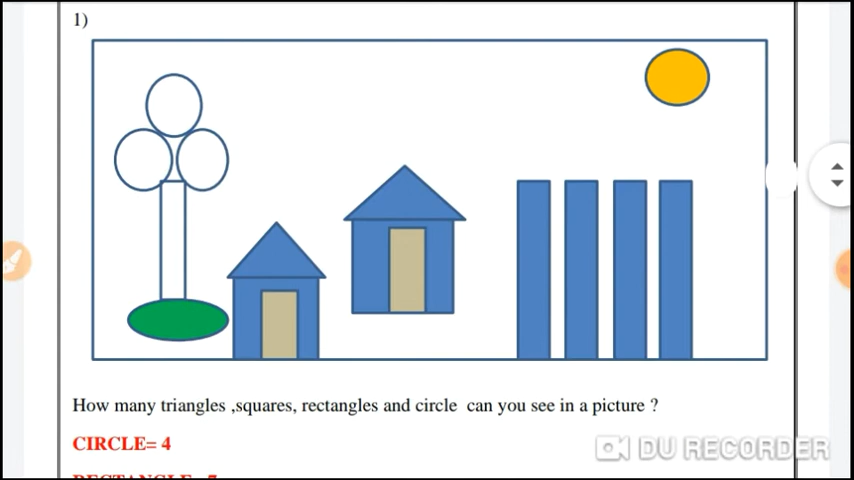 1)
How many triangles ,squares, rectangles and circle can you see in a picture ?
CIRCLE= 4
DU RECORDER